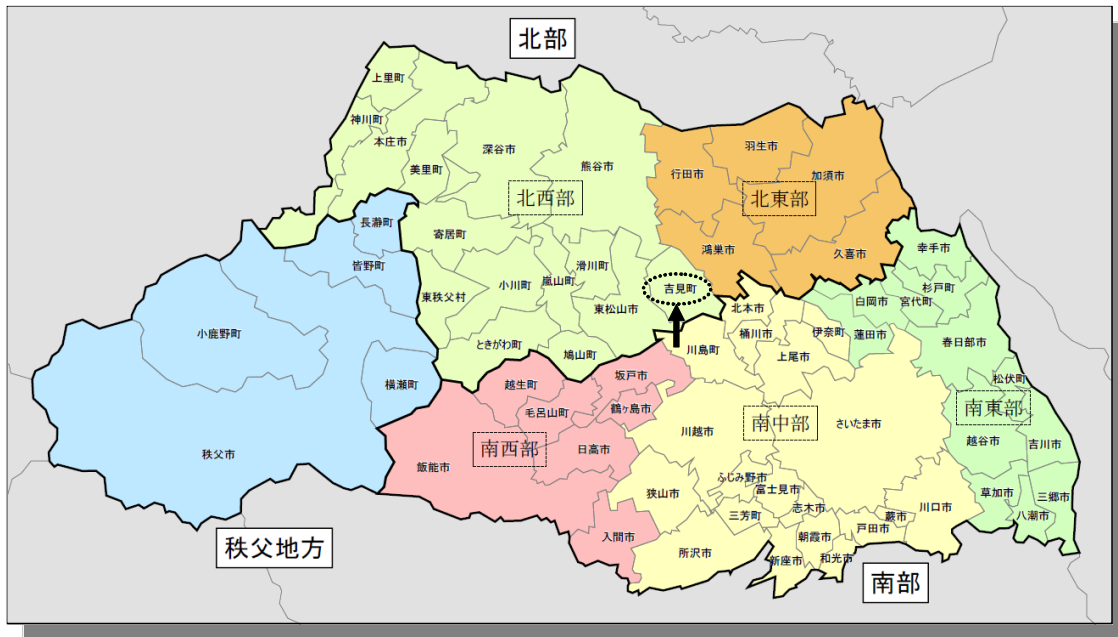 北部
上里町
神川町
本庄市
美里町
深谷市
熊谷市
北西部
寄居町
小川町
嵐山町
滑川町
東秩父村
東松山市
吉見町
ときがわ町
鳩山町
羽生市
行田市
加須市
北東部
鴻巣市
久喜市
長瀞町
皆野町
小鹿野町
横瀬町
秩父市
秩父地方
幸手市
杉戸町
白岡市
宮代町
蓮田市
春日部市
松伏町
南東部
越谷市
吉川市
草加市
三郷市
八潮市
北本市
桶川市
伊奈町
川島町
上尾市
南中部
さいたま市
川越市
ふじみ野市
富士見市
狭山市
三芳町
志木市
川口市
蕨市
戸田市
朝霞市
所沢市
新座市
和光市
坂戸市
越生町
毛呂山町
鶴ヶ島市
南西部
日高市
飯能市
入間市
南部